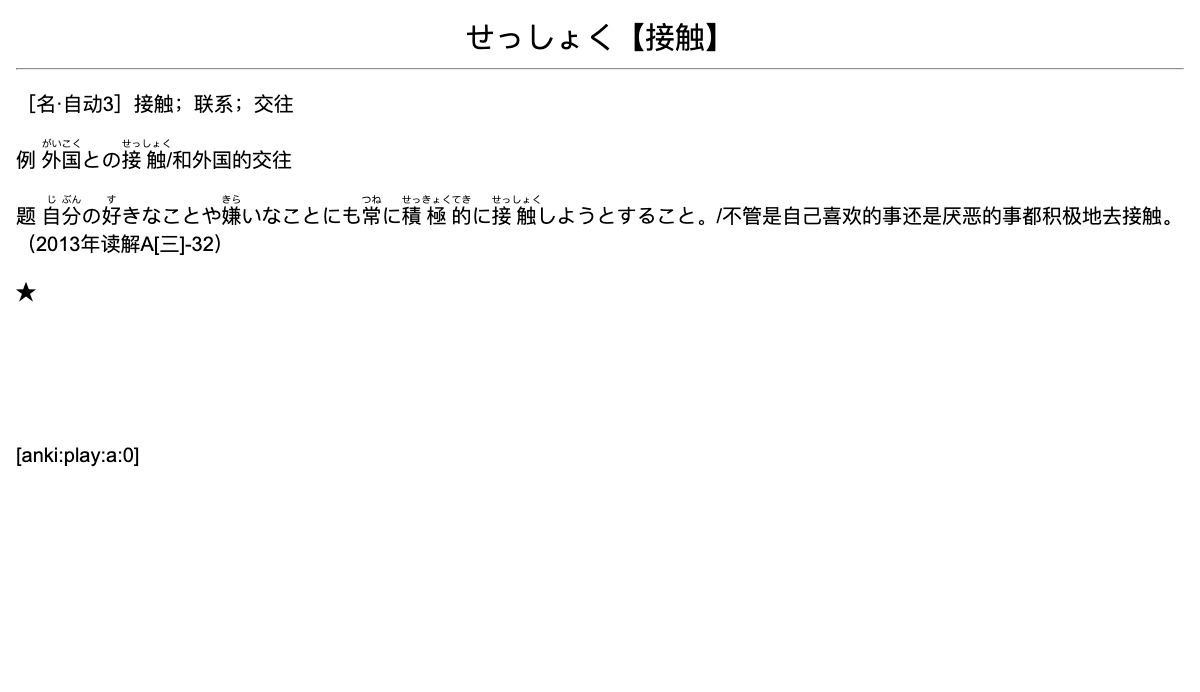 せっしょく【接触】
［名·自动3］接触；联系；交往
がいこく せっしょく
例 外国との接触/和外国的交往
じぶん す きら つね せっきょくてき せっしょく
题 自分の好きなことや嫌いなことにも常に積極的に接触しようとすること。/不管是自己喜欢的事还是厌恶的事都积极地去接触。
（2013年读解A[三]-32）
★
[anki:play:a:0]